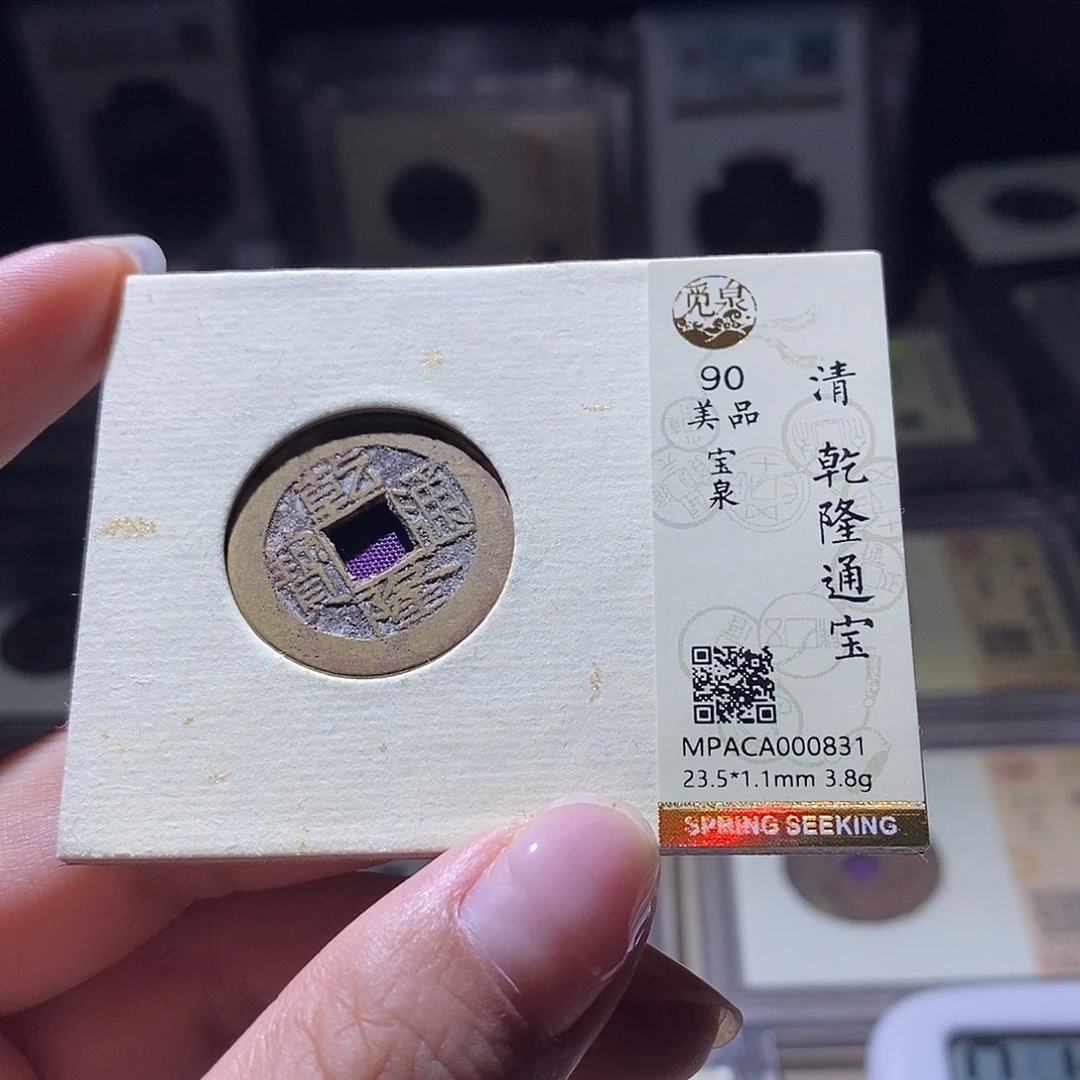 乾隆通寶
觅泉
90
美品
宝泉
清 乾隆通宝
MPACA000831
23.5*1.1mm 3.8g
SPRING SEEKING